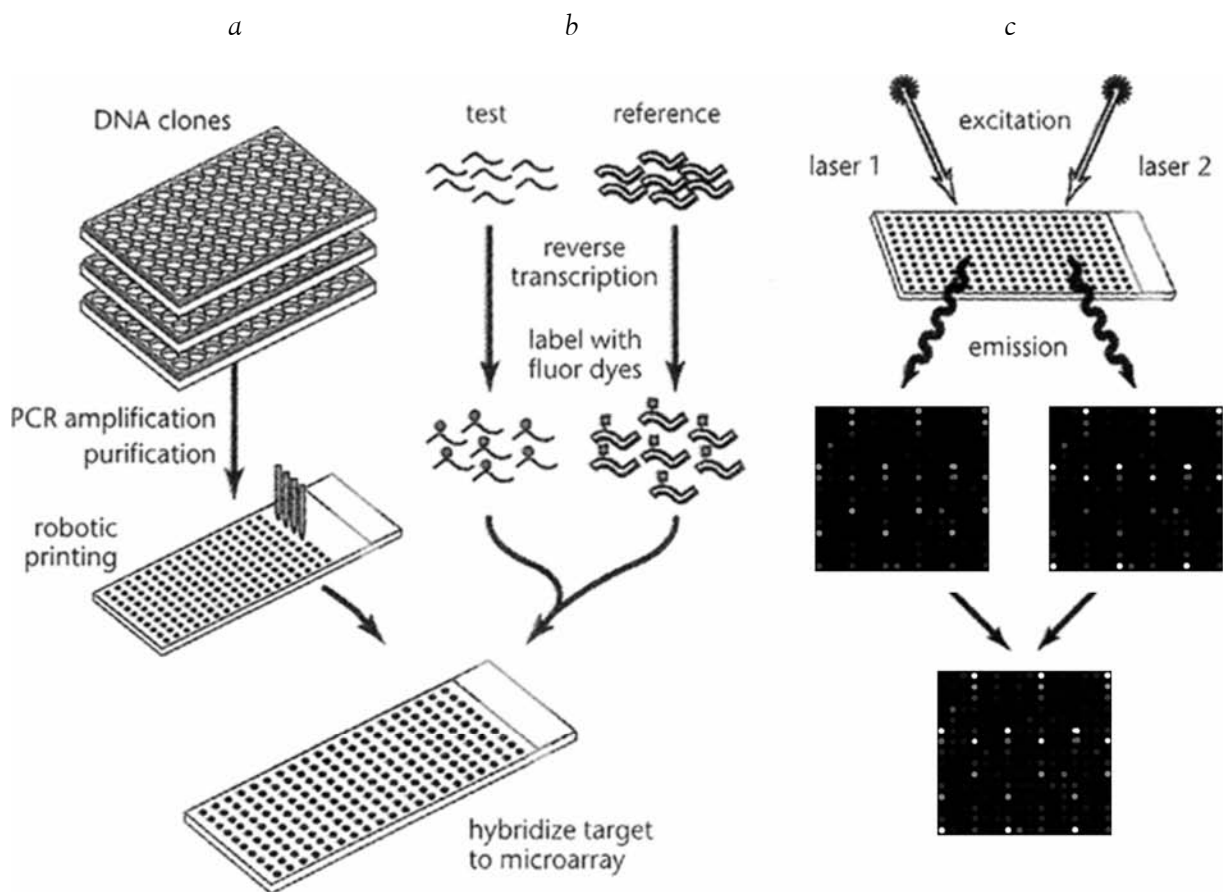 a
b
c
DNA clones
PCR amplification
purification
robotic
printing
test
reference
reverse
transcription
label with
fluor dyes
hybridize target
to microarray
excitation
laser 1
laser 2
emission